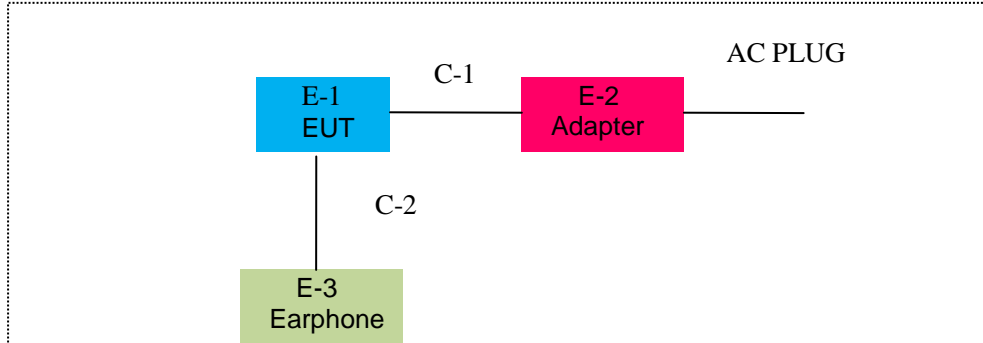 AC PLUG
C-1
E-1
EUT
E-2
Adapter
C-2
E-3
Earphone